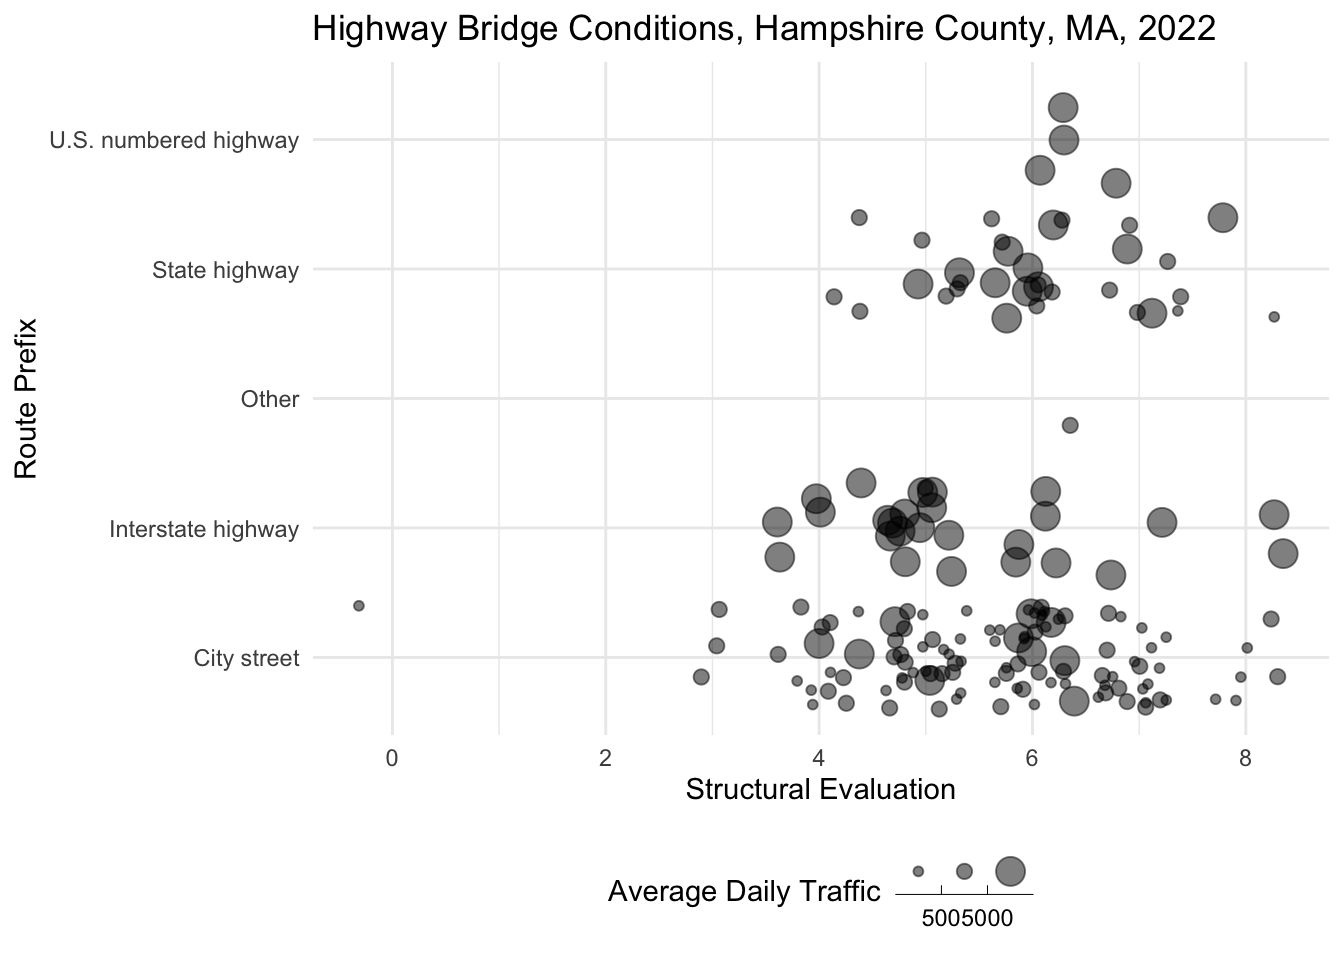 Highway Bridge Conditions, Hampshire County, MA, 2022
Route Prefix
U.S. numbered highway
State highway
Other
Interstate highway
City street
0 2 4 6 8
Structural Evaluation
Average Daily Traffic
5005000